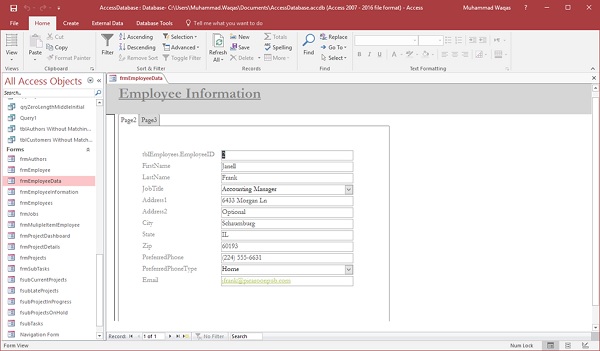 AccessDatabase : Database- C:\Users\Muhammad.Waqas\Documents\AccessDatabase.accdb (Access 2007 - 2016 file format) - Access
Muhammad Waqas
File
Home
Create
External Data
Database Tools
Tell me what you want to do
View
Paste
Cut
Copy
Format Painter
Filter
Ascending
Descending
Remove Sort
Selection
Advanced
Toggle Filter
Refresh All
New
Save
Delete
Totals
Spelling
More
Find
Replace
Go To
Select
Views
Clipboard
Sort & Filter
Records
Find
Text Formatting
All Access Objects
Search...
qryZeroLengthMiddleInitial
Query1
tblAuthors Without Matchin...
tblCustomers Without Match...
Forms
frmAuthors
frmEmployee
frmEmployeeData
frmEmployeeInformation
frmEmployees
frmJobs
frmMulipleItemEmployee
frmProjectDashboard
frmProjectDetails
frmProjects
frmSubTasks
fsubCurrentProjects
fsubLateProjects
fsubProjectInProgress
fsubProjectsOnHold
fsubTasks
Navigation Form
frmEmployeeData
Employee Information
Page2
Page3
tblEmployees EmployeeID
FirstName
Janell
LastName
Frank
JobTitle
Accounting Manager
Address1
6433 Morgan Ln
Address2
Optional
City
Schaumburg
State
IL
Zip
60193
PreferredPhone
(224) 555-6631
PreferredPhoneType
Home
Email
Record:
1 of 1
No Filter
Search
Form View
Num Lock